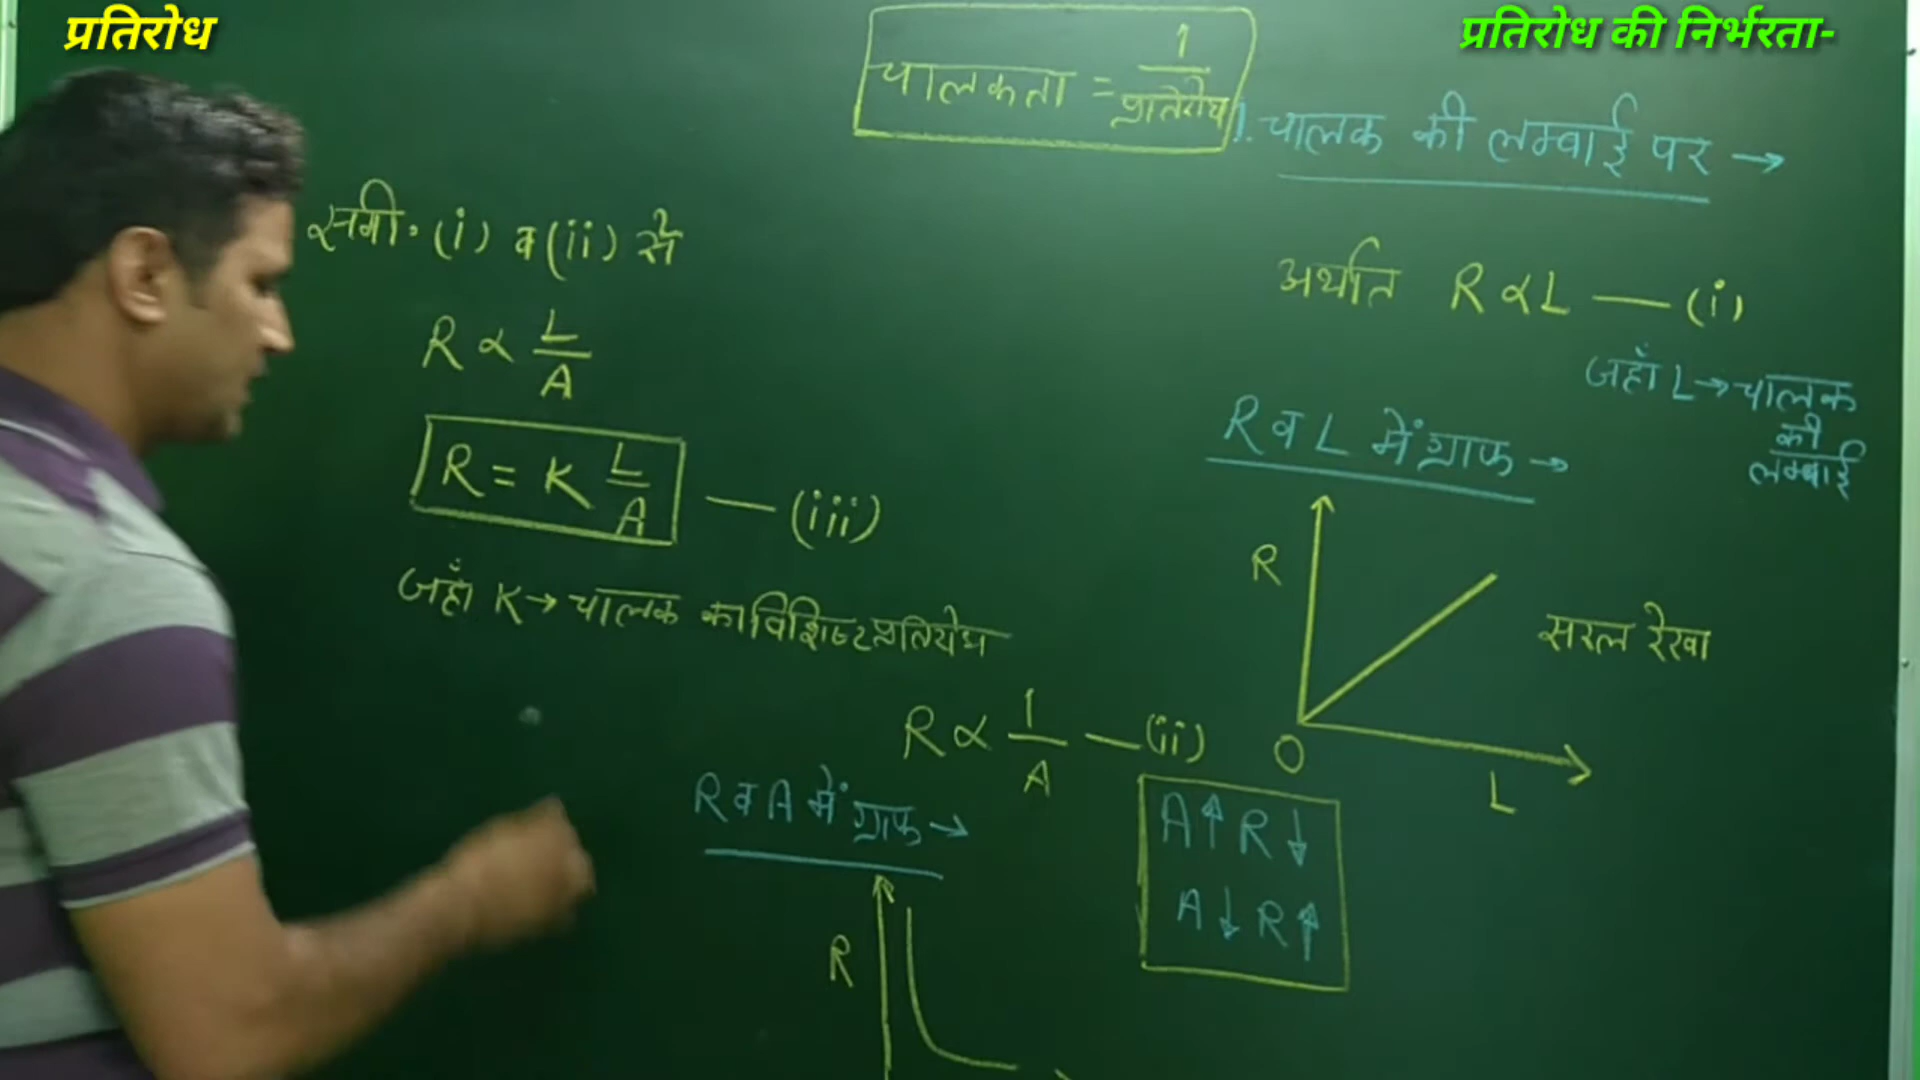 प्रतिरोध
प्रतिरोध की निर्भरता-
चालकता = 1/प्रतिरोध
1. चालक की लम्बाई पर →
अर्थात R ∝ L — (i)
जहाँ L → चालक
की
लम्बाई
R व L में ग्राफ →
R
सरल रेखा
O
L
समी. (i) व (ii) से
R ∝ L/A
R = K L/A — (iii)
जहाँ K → चालक का विशिष्ट प्रतिरोध
R ∝ 1/A — (ii)
A↑ R↓
A↓ R↑
R व A में ग्राफ →
R